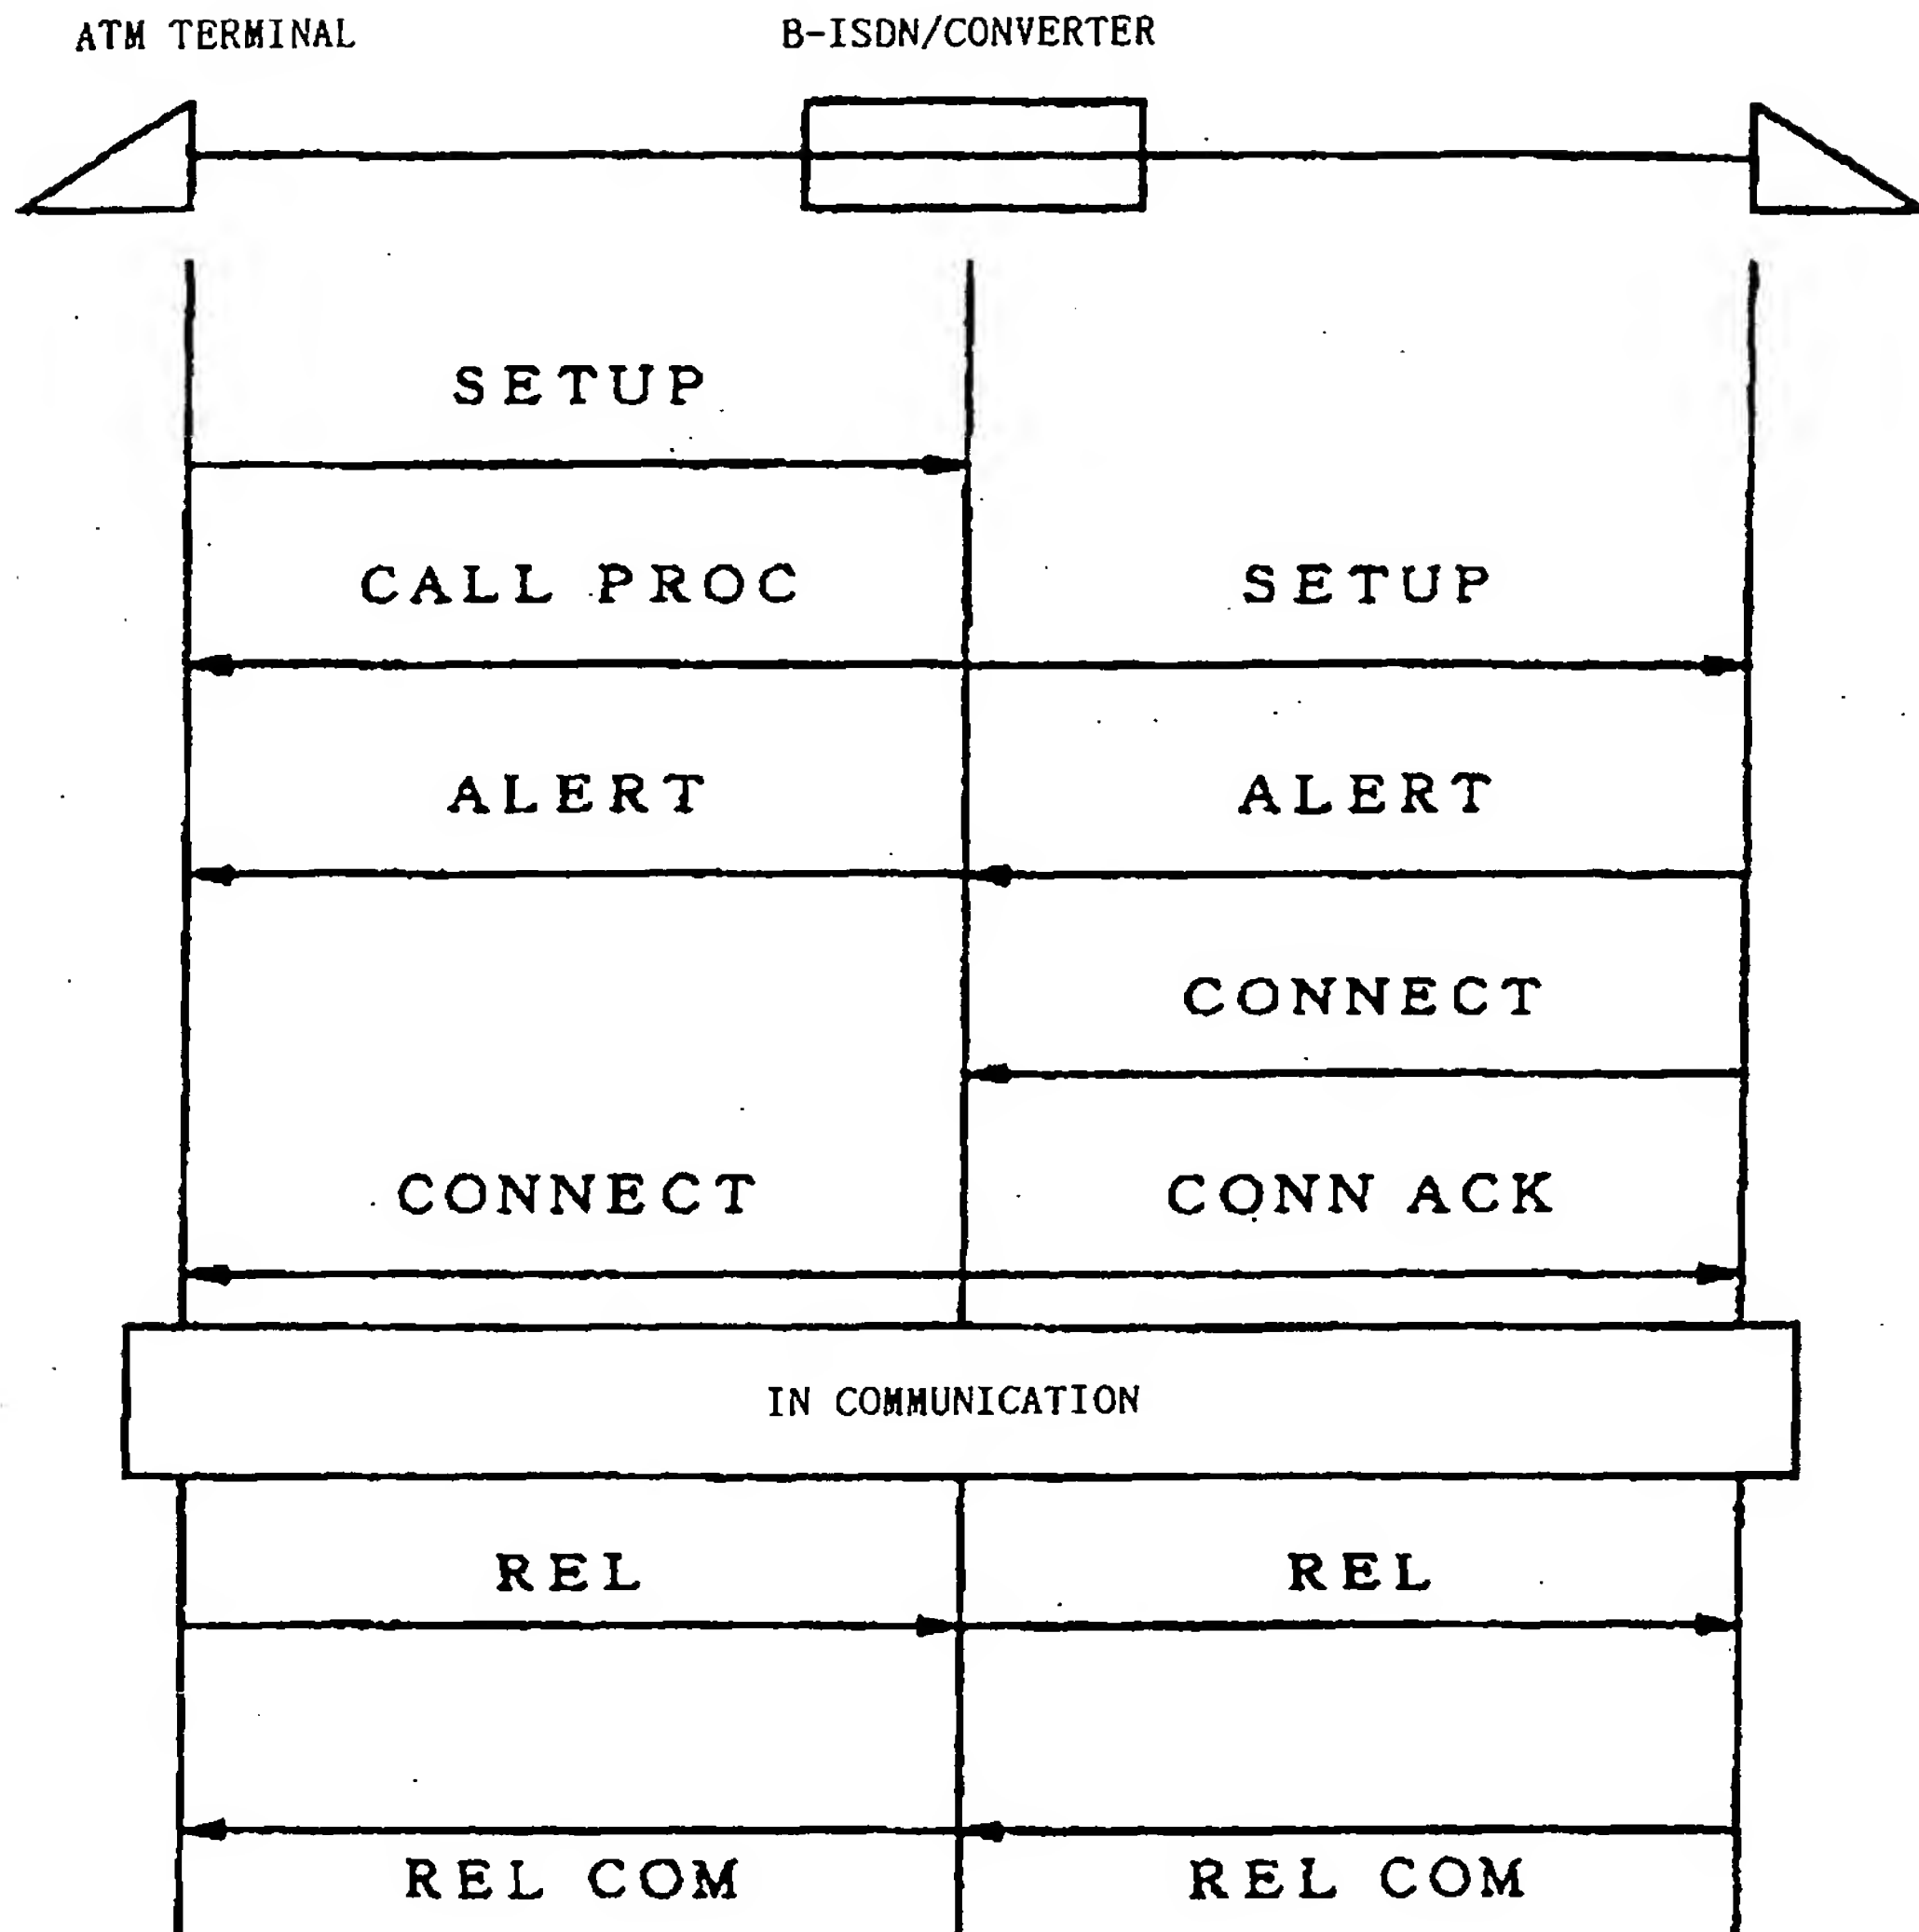 ATM TERMINAL B-ISDN/CONVERTER
SETUP
CALL PROC SETUP
ALERT ALERT
CONNECT
CONNECT CONN ACK
IN COMMUNICATION
REL REL
REL COM REL COM